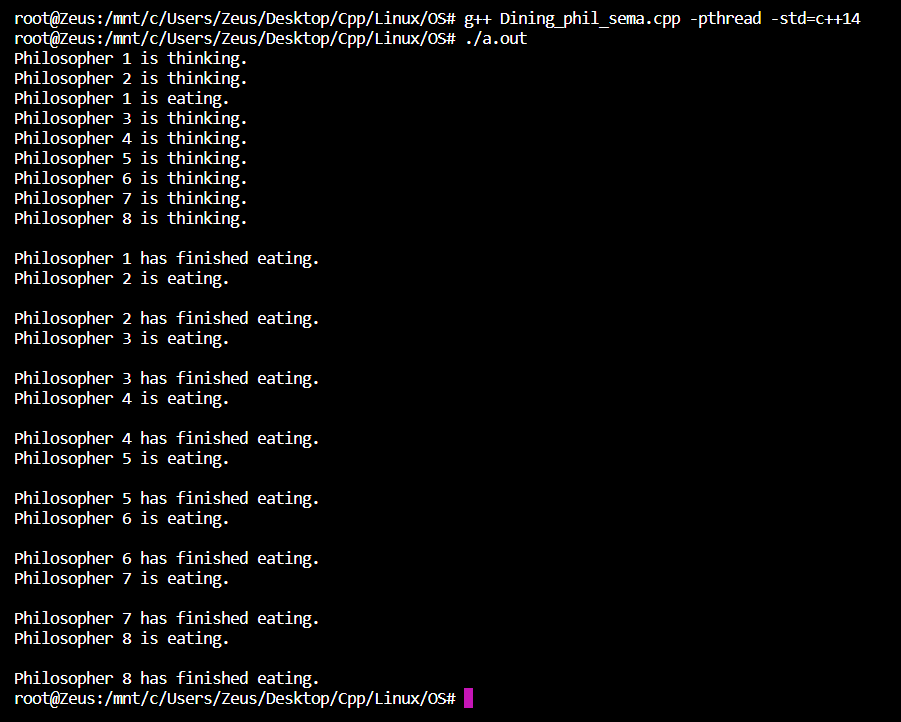 root@Zeus:/mnt/c/Users/Zeus/Desktop/Cpp/Linux/OS# g++ Dining_phil_sema.cpp -pthread -std=c++14
root@Zeus:/mnt/c/Users/Zeus/Desktop/Cpp/Linux/OS# ./a.out
Philosopher 1 is thinking.
Philosopher 2 is thinking.
Philosopher 1 is eating.
Philosopher 3 is thinking.
Philosopher 4 is thinking.
Philosopher 5 is thinking.
Philosopher 6 is thinking.
Philosopher 7 is thinking.
Philosopher 8 is thinking.

Philosopher 1 has finished eating.
Philosopher 2 is eating.

Philosopher 2 has finished eating.
Philosopher 3 is eating.

Philosopher 3 has finished eating.
Philosopher 4 is eating.

Philosopher 4 has finished eating.
Philosopher 5 is eating.

Philosopher 5 has finished eating.
Philosopher 6 is eating.

Philosopher 6 has finished eating.
Philosopher 7 is eating.

Philosopher 7 has finished eating.
Philosopher 8 is eating.

Philosopher 8 has finished eating.
root@Zeus:/mnt/c/Users/Zeus/Desktop/Cpp/Linux/OS#